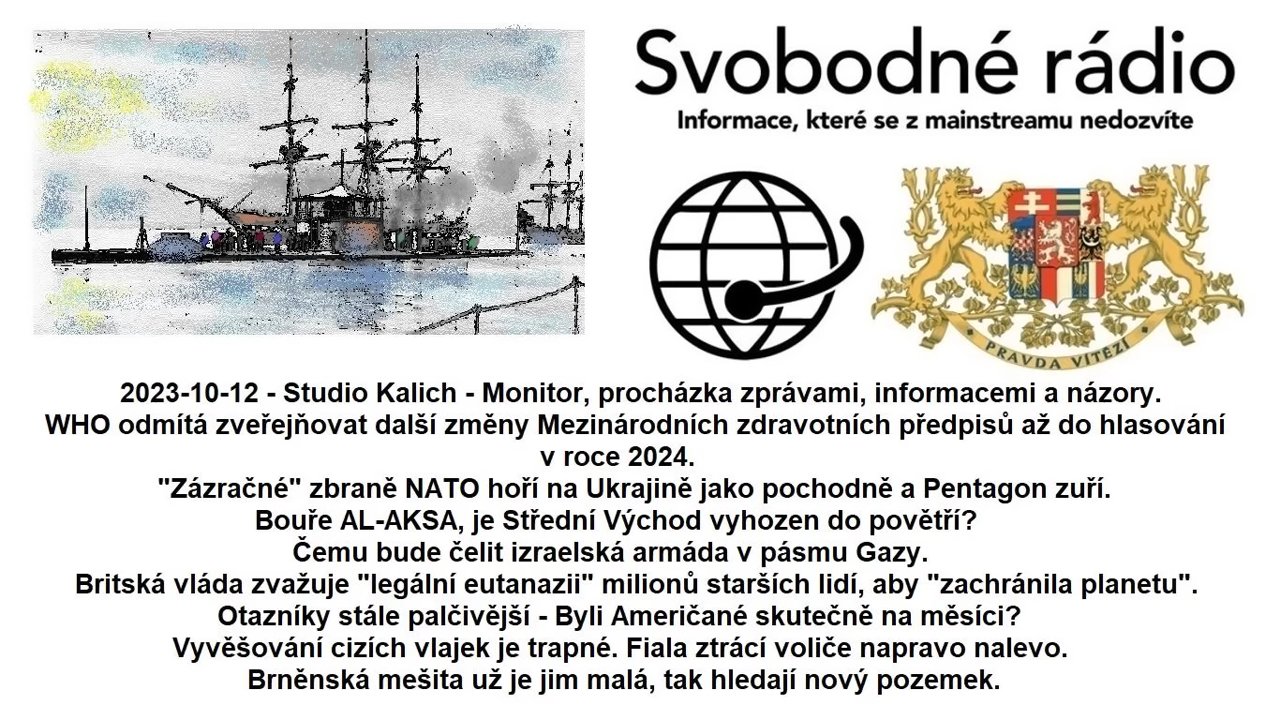 Svobodné rádio
Informace, které se z mainstreamu nedozvíte
PRAVDA VÍTĚZÍ
2023-10-12 - Studio Kalich - Monitor, procházka zprávami, informacemi a názory.
WHO odmítá zveřejňovat další změny Mezinárodních zdravotních předpisů až do hlasování
v roce 2024.
"Zázračné" zbraně NATO hoří na Ukrajině jako pochodně a Pentagon zuří.
Bouře AL-AKSA, je Střední Východ vyhozen do povětří?
Čemu bude čelit izraelská armáda v pásmu Gazy.
Britská vláda zvažuje "legální eutanazii" milionů starších lidí, aby "zachránila planetu".
Otazníky stále palčivější - Byli Američané skutečně na měsíci?
Vyvěšování cizích vlajek je trapné. Fiala ztrácí voliče napravo nalevo.
Brněnská mešita už je jim malá, tak hledají nový pozemek.